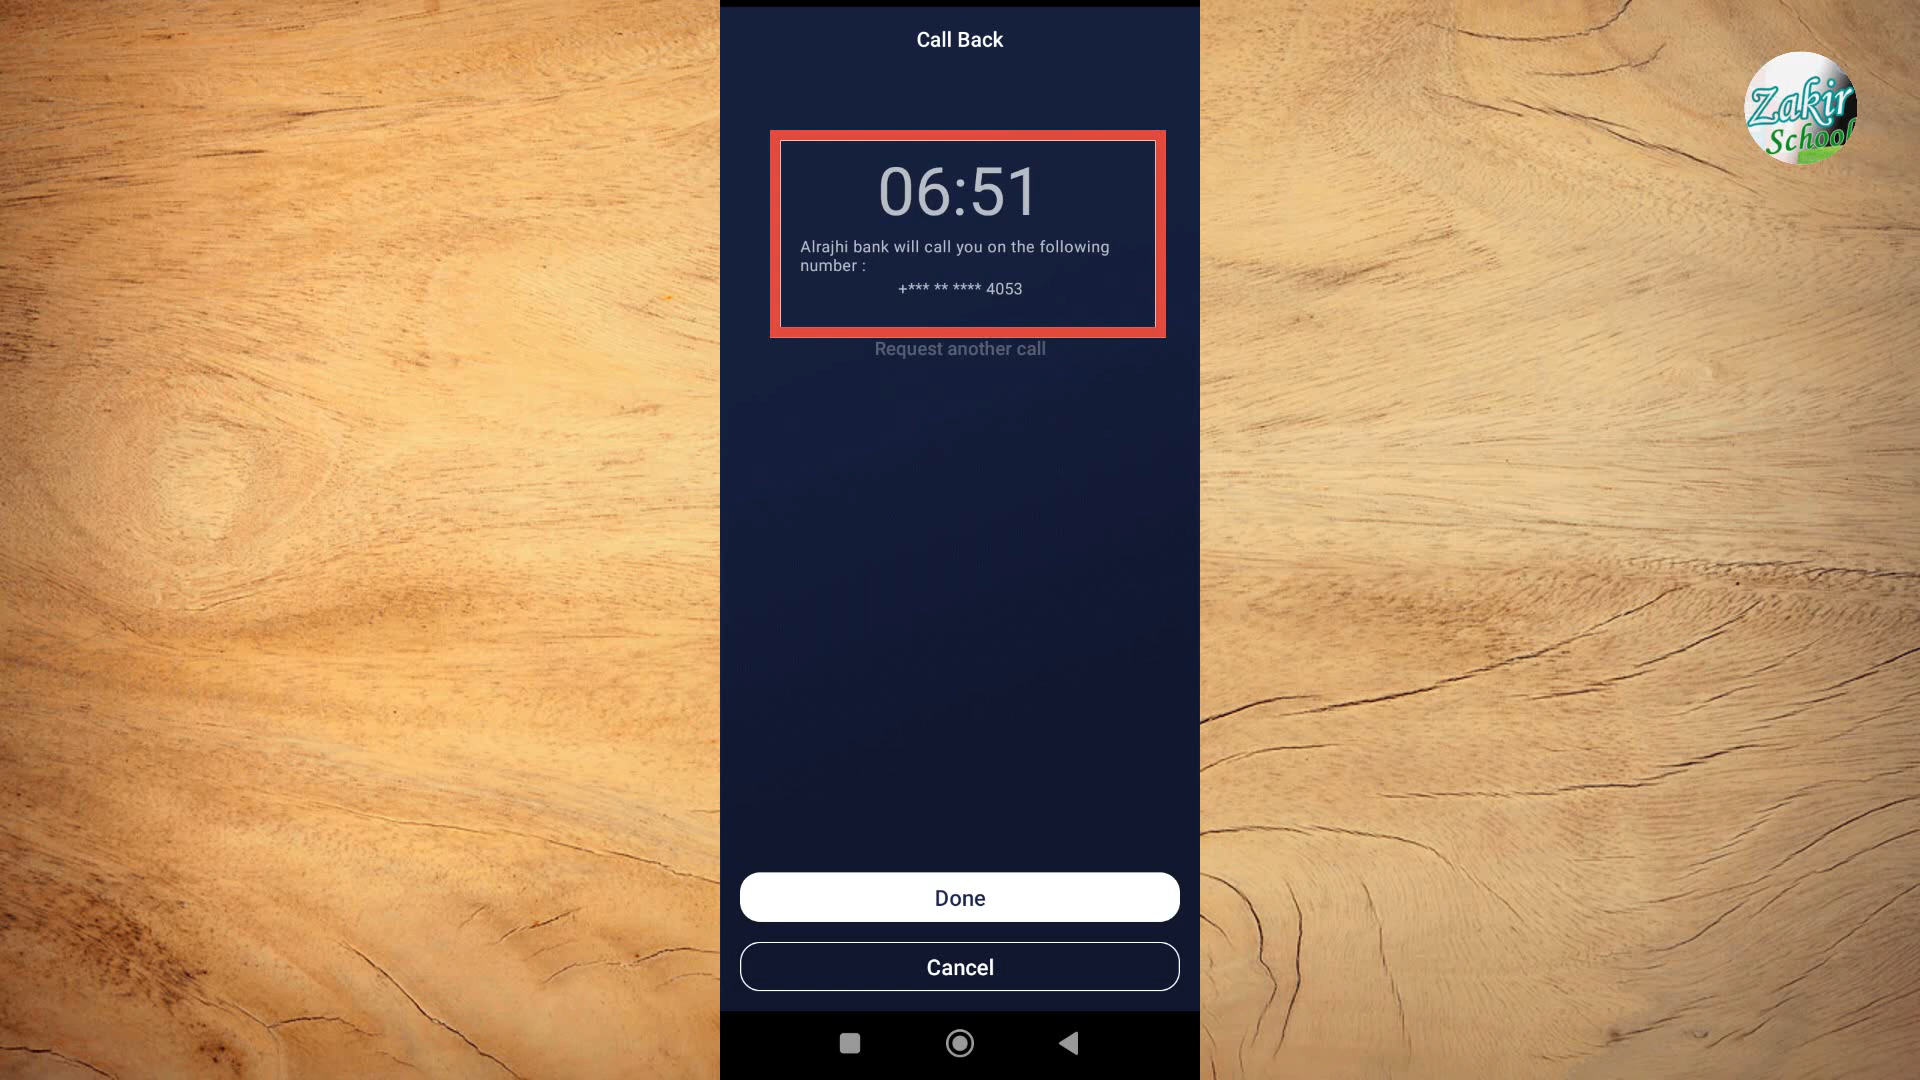 Call Back
Zakir
School
06:51
Alrajhi bank will call you on the following
number :
+*** ** **** 4053
Request another call
Done
Cancel